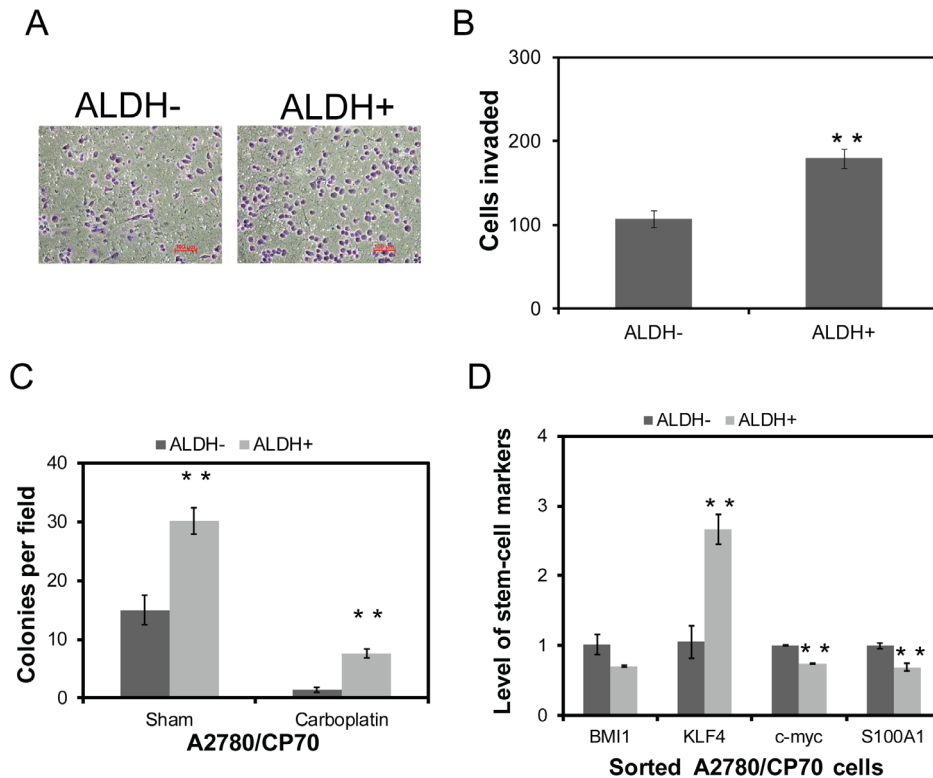 A
ALDH-
ALDH+
B
Cells invaded
300
200
100
0
**
ALDH-
ALDH+
C
ALDH-
ALDH+
Colonies per field
40
30
20
10
0
**
**
Sham
Carboplatin
A2780/CP70
D
ALDH-
ALDH+
Level of stem-cell markers
4
3
2
1
0
**
**
**
BMI1
KLF4
c-myc
S100A1
Sorted A2780/CP70 cells